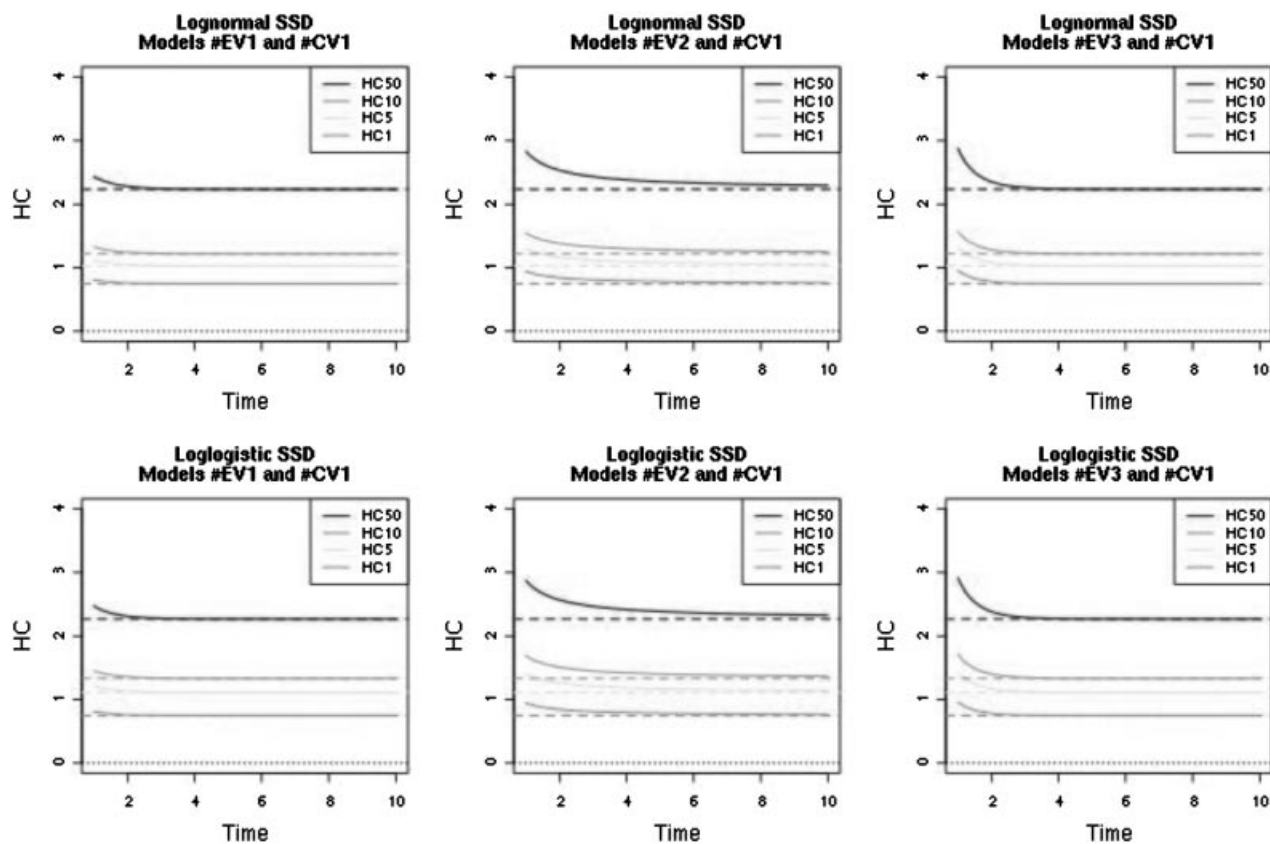 Lognormal SSD
Models #EV1 and #CV1
HC50
HC10
HC5
HC1
4
3
2
1
0
HC
2 4 6 8 10
Time
Lognormal SSD
Models #EV2 and #CV1
HC50
HC10
HC5
HC1
4
3
2
1
0
HC
2 4 6 8 10
Time
Lognormal SSD
Models #EV3 and #CV1
HC50
HC10
HC5
HC1
4
3
2
1
0
HC
2 4 6 8 10
Time
Loglogistic SSD
Models #EV1 and #CV1
HC50
HC10
HC5
HC1
4
3
2
1
0
HC
2 4 6 8 10
Time
Loglogistic SSD
Models #EV2 and #CV1
HC50
HC10
HC5
HC1
4
3
2
1
0
HC
2 4 6 8 10
Time
Loglogistic SSD
Models #EV3 and #CV1
HC50
HC10
HC5
HC1
4
3
2
1
0
HC
2 4 6 8 10
Time